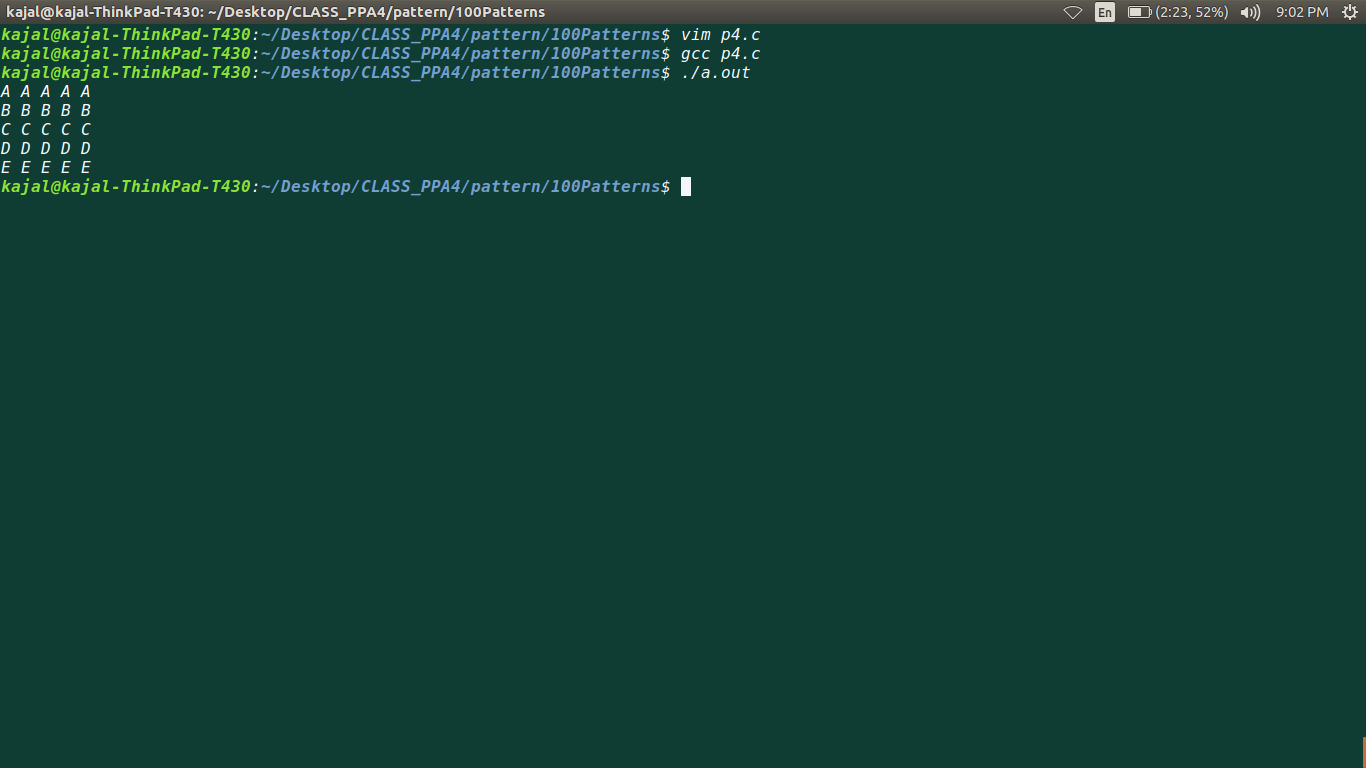 kajal@kajal-ThinkPad-T430: ~/Desktop/CLASS_PPA4/pattern/100Patterns En (2:23, 52%) 9:02 PM
kajal@kajal-ThinkPad-T430:~/Desktop/CLASS_PPA4/pattern/100Patterns$ vim p4.c
kajal@kajal-ThinkPad-T430:~/Desktop/CLASS_PPA4/pattern/100Patterns$ gcc p4.c
kajal@kajal-ThinkPad-T430:~/Desktop/CLASS_PPA4/pattern/100Patterns$ ./a.out
A A A A A
B B B B B
C C C C C
D D D D D
E E E E E
kajal@kajal-ThinkPad-T430:~/Desktop/CLASS_PPA4/pattern/100Patterns$